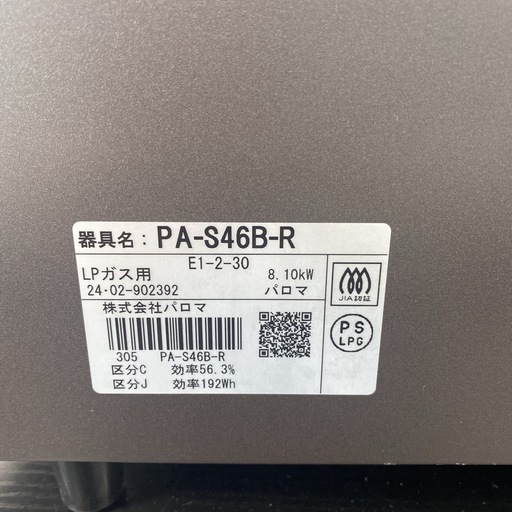 器具名：PA-S46B-R
E1-2-30
LPガス用 8.10kW
24・02-902392 パロマ
株式会社パロマ
305 PA-S46B-R
区分C 効率56.3%
区分J 効率192Wh
JIA認証
PS
LPG